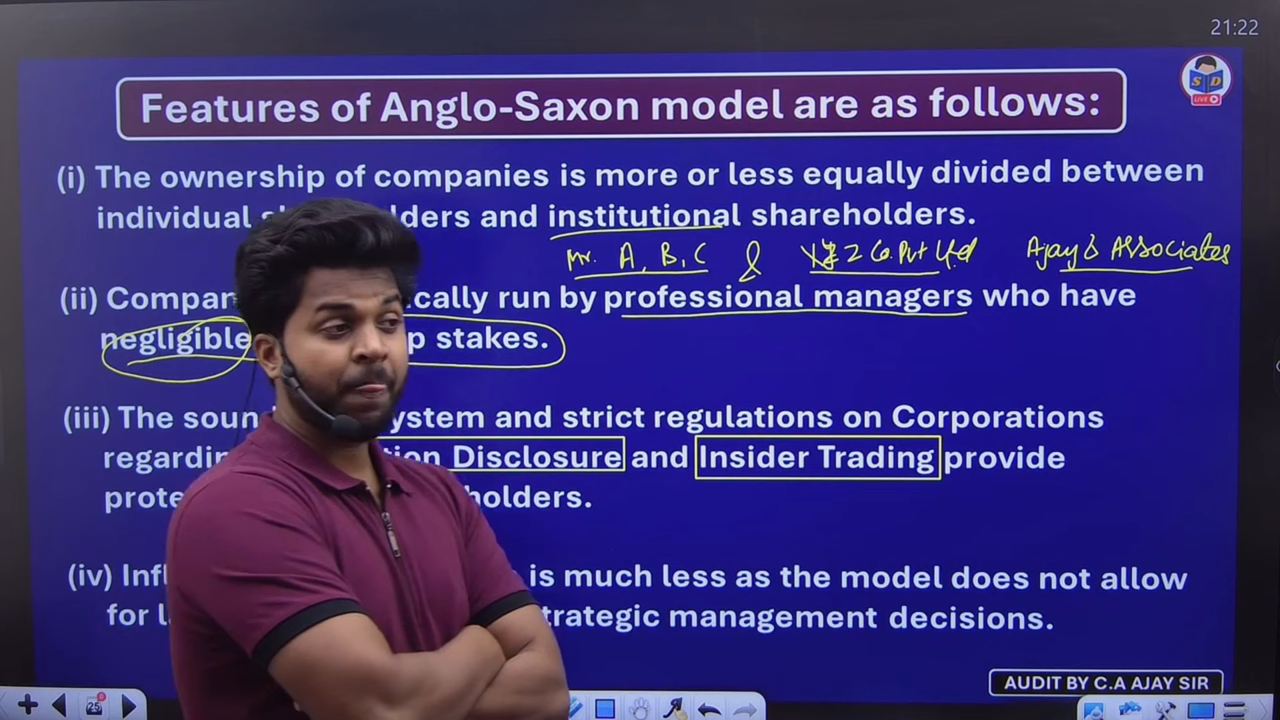 21:22
S D
LIVE
Features of Anglo-Saxon model are as follows:
(i) The ownership of companies is more or less equally divided between
individual holders and institutional shareholders.
Mr. A, B, C & Z Co. Pvt Ltd Ajay & Associates
(ii) Compan cally run by professional managers who have
negligible p stakes.
(iii) The soun ystem and strict regulations on Corporations
regardin tion Disclosure and Insider Trading provide
prote holders.
(iv) Infl is much less as the model does not allow
for l trategic management decisions.
AUDIT BY C.A AJAY SIR
25